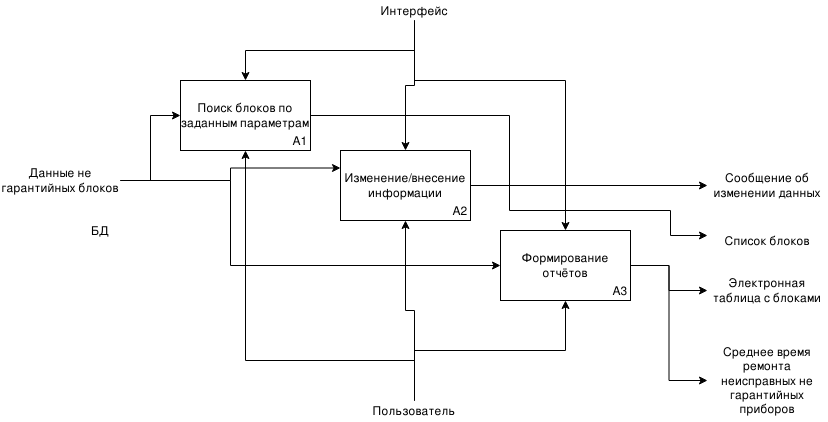 Интерфейс
Поиск блоков по
заданным параметрам
A1
Данные не
гарантийных блоков
Изменение/внесение
информации
A2
Сообщение об
изменении данных
БД
Список блоков
Формирование
отчётов
A3
Электронная
таблица с блоками
Среднее время
ремонта
неисправных не
гарантийных
приборов
Пользователь